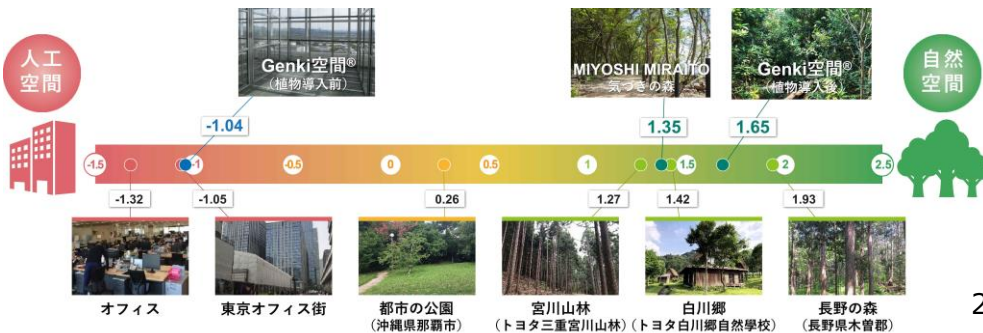 人工
空間
Genki空間®
(植物導入前)
MIYOSHI MIRAITO
気づきの森
Genki空間®
(植物導入後)
自然
空間
-1.04
1.35
1.65
-1.5
-1
-0.5
0
0.5
1
1.5
2
2.5
-1.32
-1.05
0.26
1.27
1.42
1.93
オフィス
東京オフィス街
都市の公園
(沖縄県那覇市)
宮川山林
(トヨタ三重宮川山林)
白川郷
(トヨタ白川郷自然學校)
長野の森
(長野県木曽郡)
2